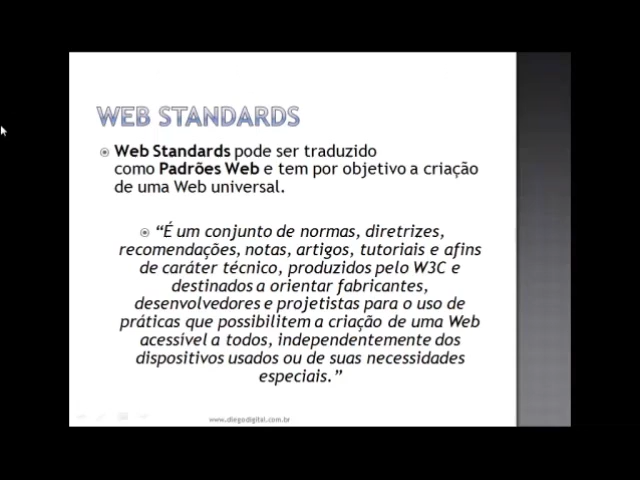 WEB STANDARDS
Web Standards pode ser traduzido
como Padrões Web e tem por objetivo a criação
de uma Web universal.
“É um conjunto de normas, diretrizes,
recomendações, notas, artigos, tutoriais e afins
de caráter técnico, produzidos pelo W3C e
destinados a orientar fabricantes,
desenvolvedores e projetistas para o uso de
práticas que possibilitem a criação de uma Web
acessível a todos, independentemente dos
dispositivos usados ou de suas necessidades
especiais.”
www.diegodigital.com.br